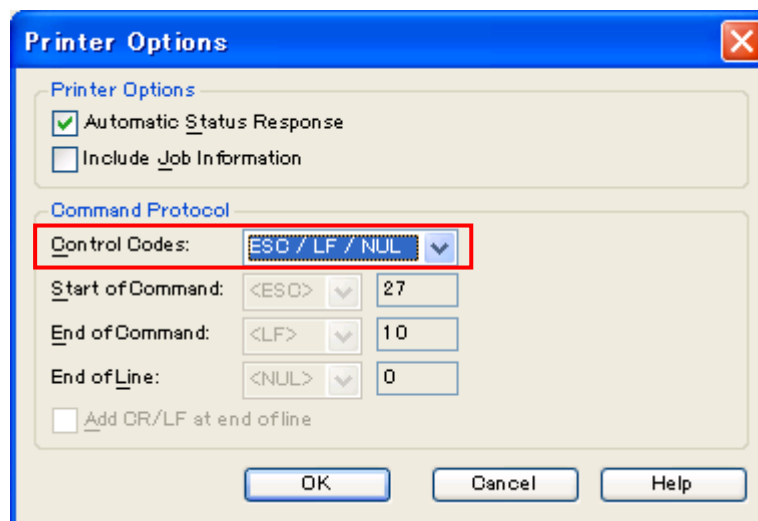 Printer Options
Printer Options
Automatic Status Response
Include Job Information
Command Protocol
Control Codes: ESC / LF / NUL
Start of Command: <ESC> 27
End of Command: <LF> 10
End of Line: <NUL> 0
Add CR/LF at end of line
OK Cancel Help